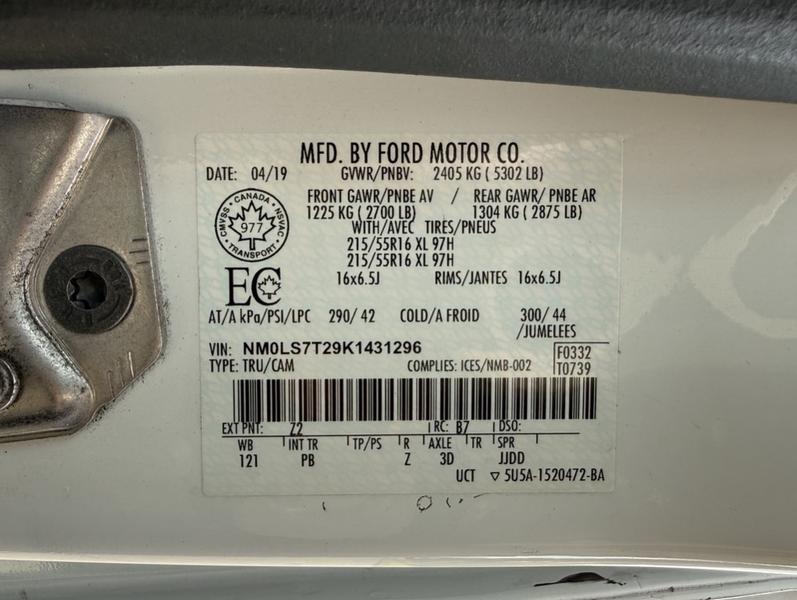 MFD. BY FORD MOTOR CO.
DATE: 04/19 GVWR/PNBV: 2405 KG ( 5302 LB)
FRONT GAWR/PNBE AV / REAR GAWR/ PNBE AR
1225 KG ( 2700 LB) 1304 KG ( 2875 LB)
WITH/AVEC TIRES/PNEUS
215/55R16 XL 97H
215/55R16 XL 97H
16x6.5J RIMS/JANTES 16x6.5J
CMVSS CANADA NSVAC
977
TRANSPORT
EC
AT/A kPa/PSI/LPC 290/ 42 COLD/A FROID 300/ 44
/JUMELEES
VIN: NM0LS7T29K1431296 F0332
TYPE: TRU/CAM COMPLIES: ICES/NMB-002 T0739
EXT PNT: Z2 RC: B7 DSO:
WB INT TR TP/PS R AXLE TR SPR
121 PB Z 3D JJDD
UCT ▽ 5U5A-1520472-BA